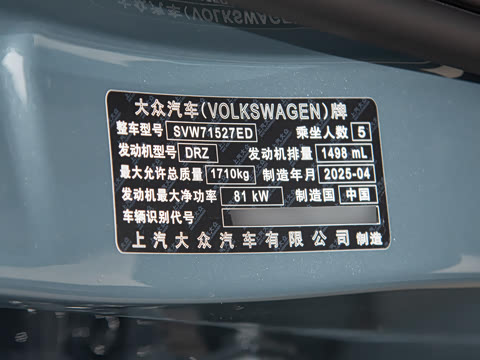 大众汽车(VOLKSWAGEN)牌
整车型号 SVW71527ED 乘坐人数 5
发动机型号 DRZ 发动机排量 1498 mL
最大允许总质量 1710kg 制造年月 2025-04
发动机最大净功率 81 kW 制造国 中国
车辆识别代号
上汽大众汽车有限公司 制造